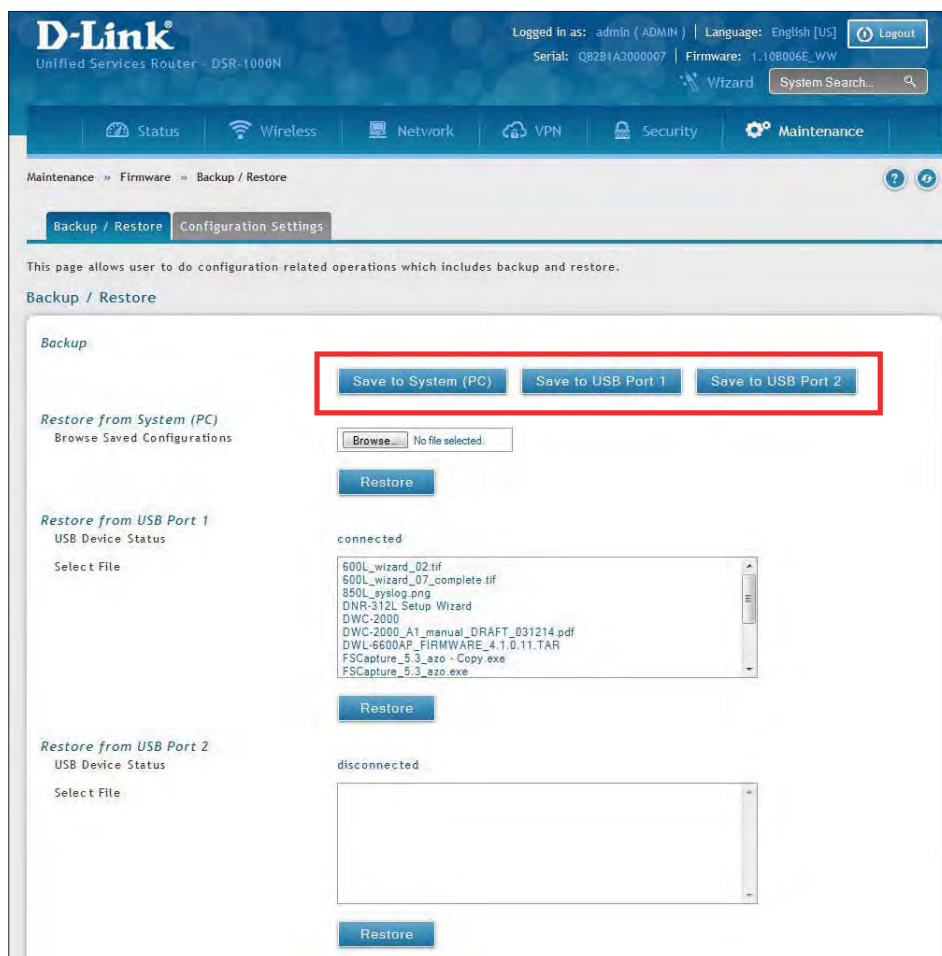 D-Link®
Logged in as: admin ( ADMIN ) | Language: English [US] Logout
Unified Services Router - DSR-1000N
Serial: QB2B1A3000007 | Firmware: 1.10B006E_WW
Wizard System Search...
Status Wireless Network VPN Security Maintenance
Maintenance » Firmware » Backup / Restore
Backup / Restore Configuration Settings
This page allows user to do configuration related operations which includes backup and restore.
Backup / Restore
Backup
Save to System (PC) Save to USB Port 1 Save to USB Port 2
Restore from System (PC)
Browse Saved Configurations Browse... No file selected.
Restore
Restore from USB Port 1
USB Device Status connected
Select File
600L_wizard_02.tif
600L_wizard_07_complete.tif
850L_syslog.png
DNR-312L Setup Wizard
DWC-2000
DWC-2000_A1_manual_DRAFT_031214.pdf
DWL-6600AP_FIRMWARE_4.1.0.11.TAR
FSCapture_5.3_azo - Copy.exe
FSCapture_5.3_azo.exe
Restore
Restore from USB Port 2
USB Device Status disconnected
Select File
Restore